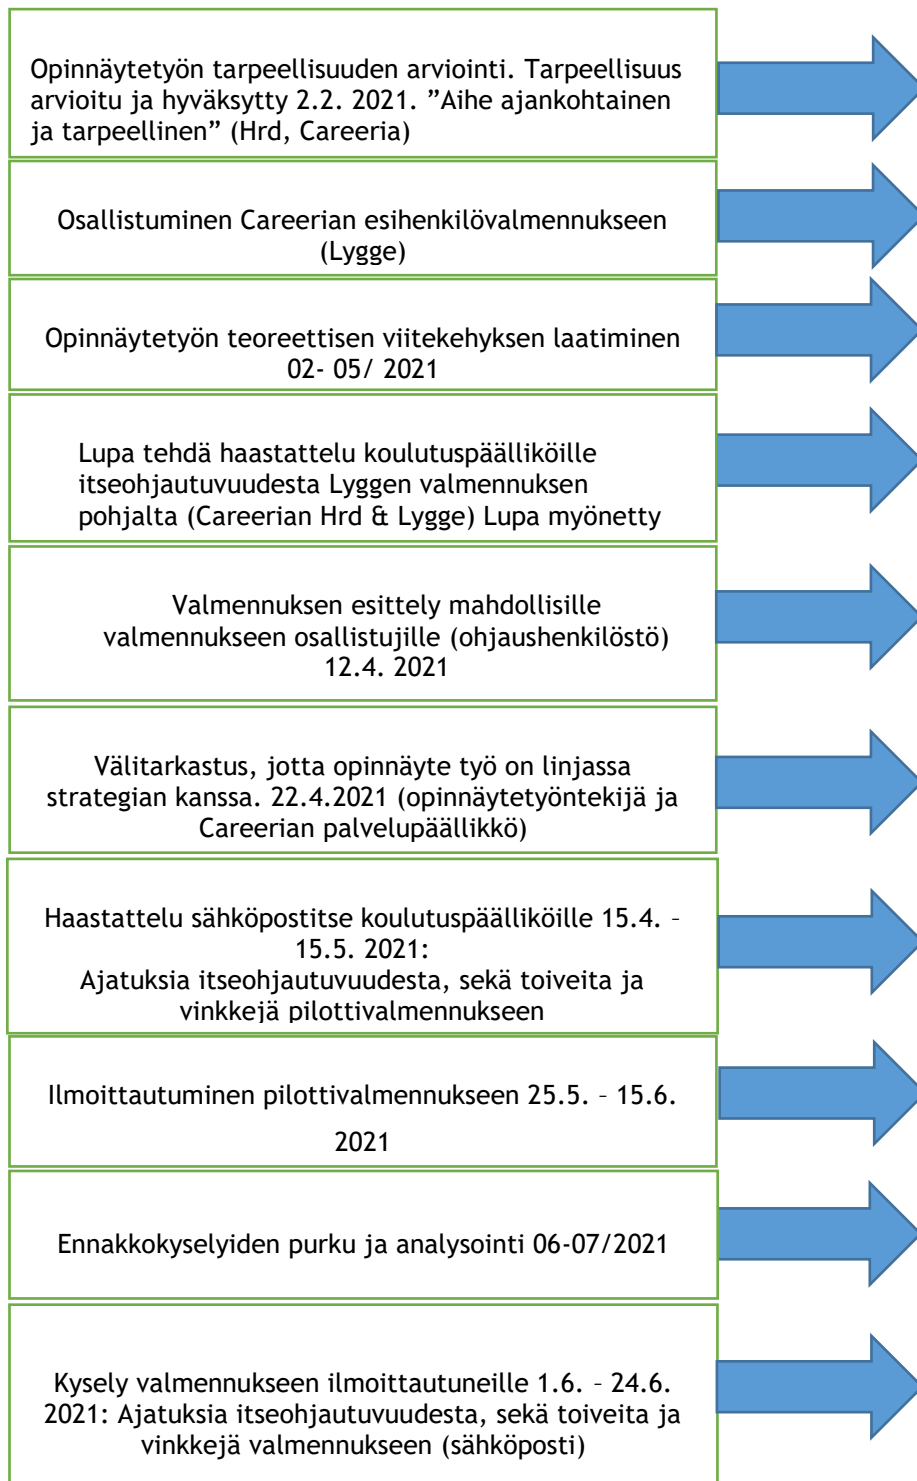 Opinnäytetyön tarpeellisuuden arviointi. Tarpeellisuus
arvioitu ja hyväksytty 2.2. 2021. ”Aihe ajankohtainen
ja tarpeellinen” (Hrd, Careeria)
Osallistuminen Careerian esihenkilövalmennukseen
(Lygge)
Opinnäytetyön teoreettisen viitekehyksen laatiminen
02- 05/ 2021
Lupa tehdä haastattelu koulutuspäälliköille
itseohjautuvuudesta Lyggen valmennuksen
pohjalta (Careerian Hrd & Lygge) Lupa myönetty
Valmennuksen esittely mahdollisille
valmennukseen osallistujille (ohjaushenkilöstö)
12.4. 2021
Välitarkastus, jotta opinnäyte työ on linjassa
strategian kanssa. 22.4.2021 (opinnäytetyöntekijä ja
Careerian palvelupäällikkö)
Haastattelu sähköpostitse koulutuspäälliköille 15.4. –
15.5. 2021:
Ajatuksia itseohjautuvuudesta, sekä toiveita ja
vinkkejä pilottivalmennukseen
Ilmoittautuminen pilottivalmennukseen 25.5. – 15.6.
2021
Ennakkokyselyiden purku ja analysointi 06-07/2021
Kysely valmennukseen ilmoittautuneille 1.6. – 24.6.
2021: Ajatuksia itseohjautuvuudesta, sekä toiveita ja
vinkkejä valmennukseen (sähköposti)